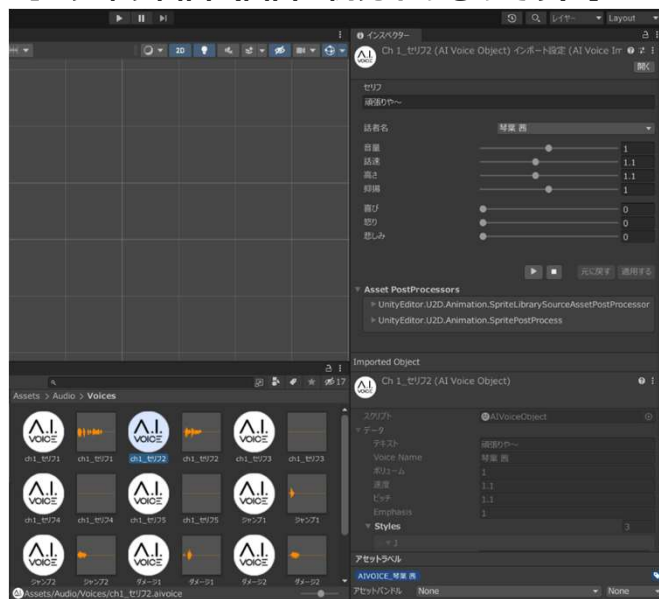 レイヤー Layout
インスペクター
2D
Ch 1_セリフ2 (AI Voice Object) インポート設定 (AI Voice Im
開く
セリフ
頑張りや～
話者名 琴葉 茜
音量 1
話速 1.1
高さ 1.1
抑揚 1
喜び 0
怒り 0
悲しみ 0
元に戻す 適用する
Asset PostProcessors
UnityEditor.U2D.Animation.SpriteLibrarySourceAssetPostProcessor
UnityEditor.U2D.Animation.SpritePostProcess
Imported Object
A.I. VOICE
Ch 1_セリフ2 (AI Voice Object)
スクリプト AIVoiceObject
データ
テキスト 頑張りや～
Voice Name 琴葉 茜
ボリューム 1
速度 1.1
ピッチ 1.1
Emphasis 1
Styles 3
J
アセットラベル
AIVOICE_琴葉 茜
アセットバンドル None None
17
Assets > Audio > Voices
A.I. VOICE A.I. VOICE A.I. VOICE
ch1_セリフ1 ch1_セリフ1 ch1_セリフ2 ch1_セリフ2 ch1_セリフ3 ch1_セリフ3
A.I. VOICE A.I. VOICE A.I. VOICE
ch1_セリフ4 ch1_セリフ4 ch1_セリフ5 ch1_セリフ5 ジャンプ1 ジャンプ1
A.I. VOICE A.I. VOICE A.I. VOICE
ジャンプ2 ジャンプ2 ダメージ1 ダメージ1 ダメージ2 ダメージ2
Assets/Audio/Voices/ch1_セリフ2.aivoice